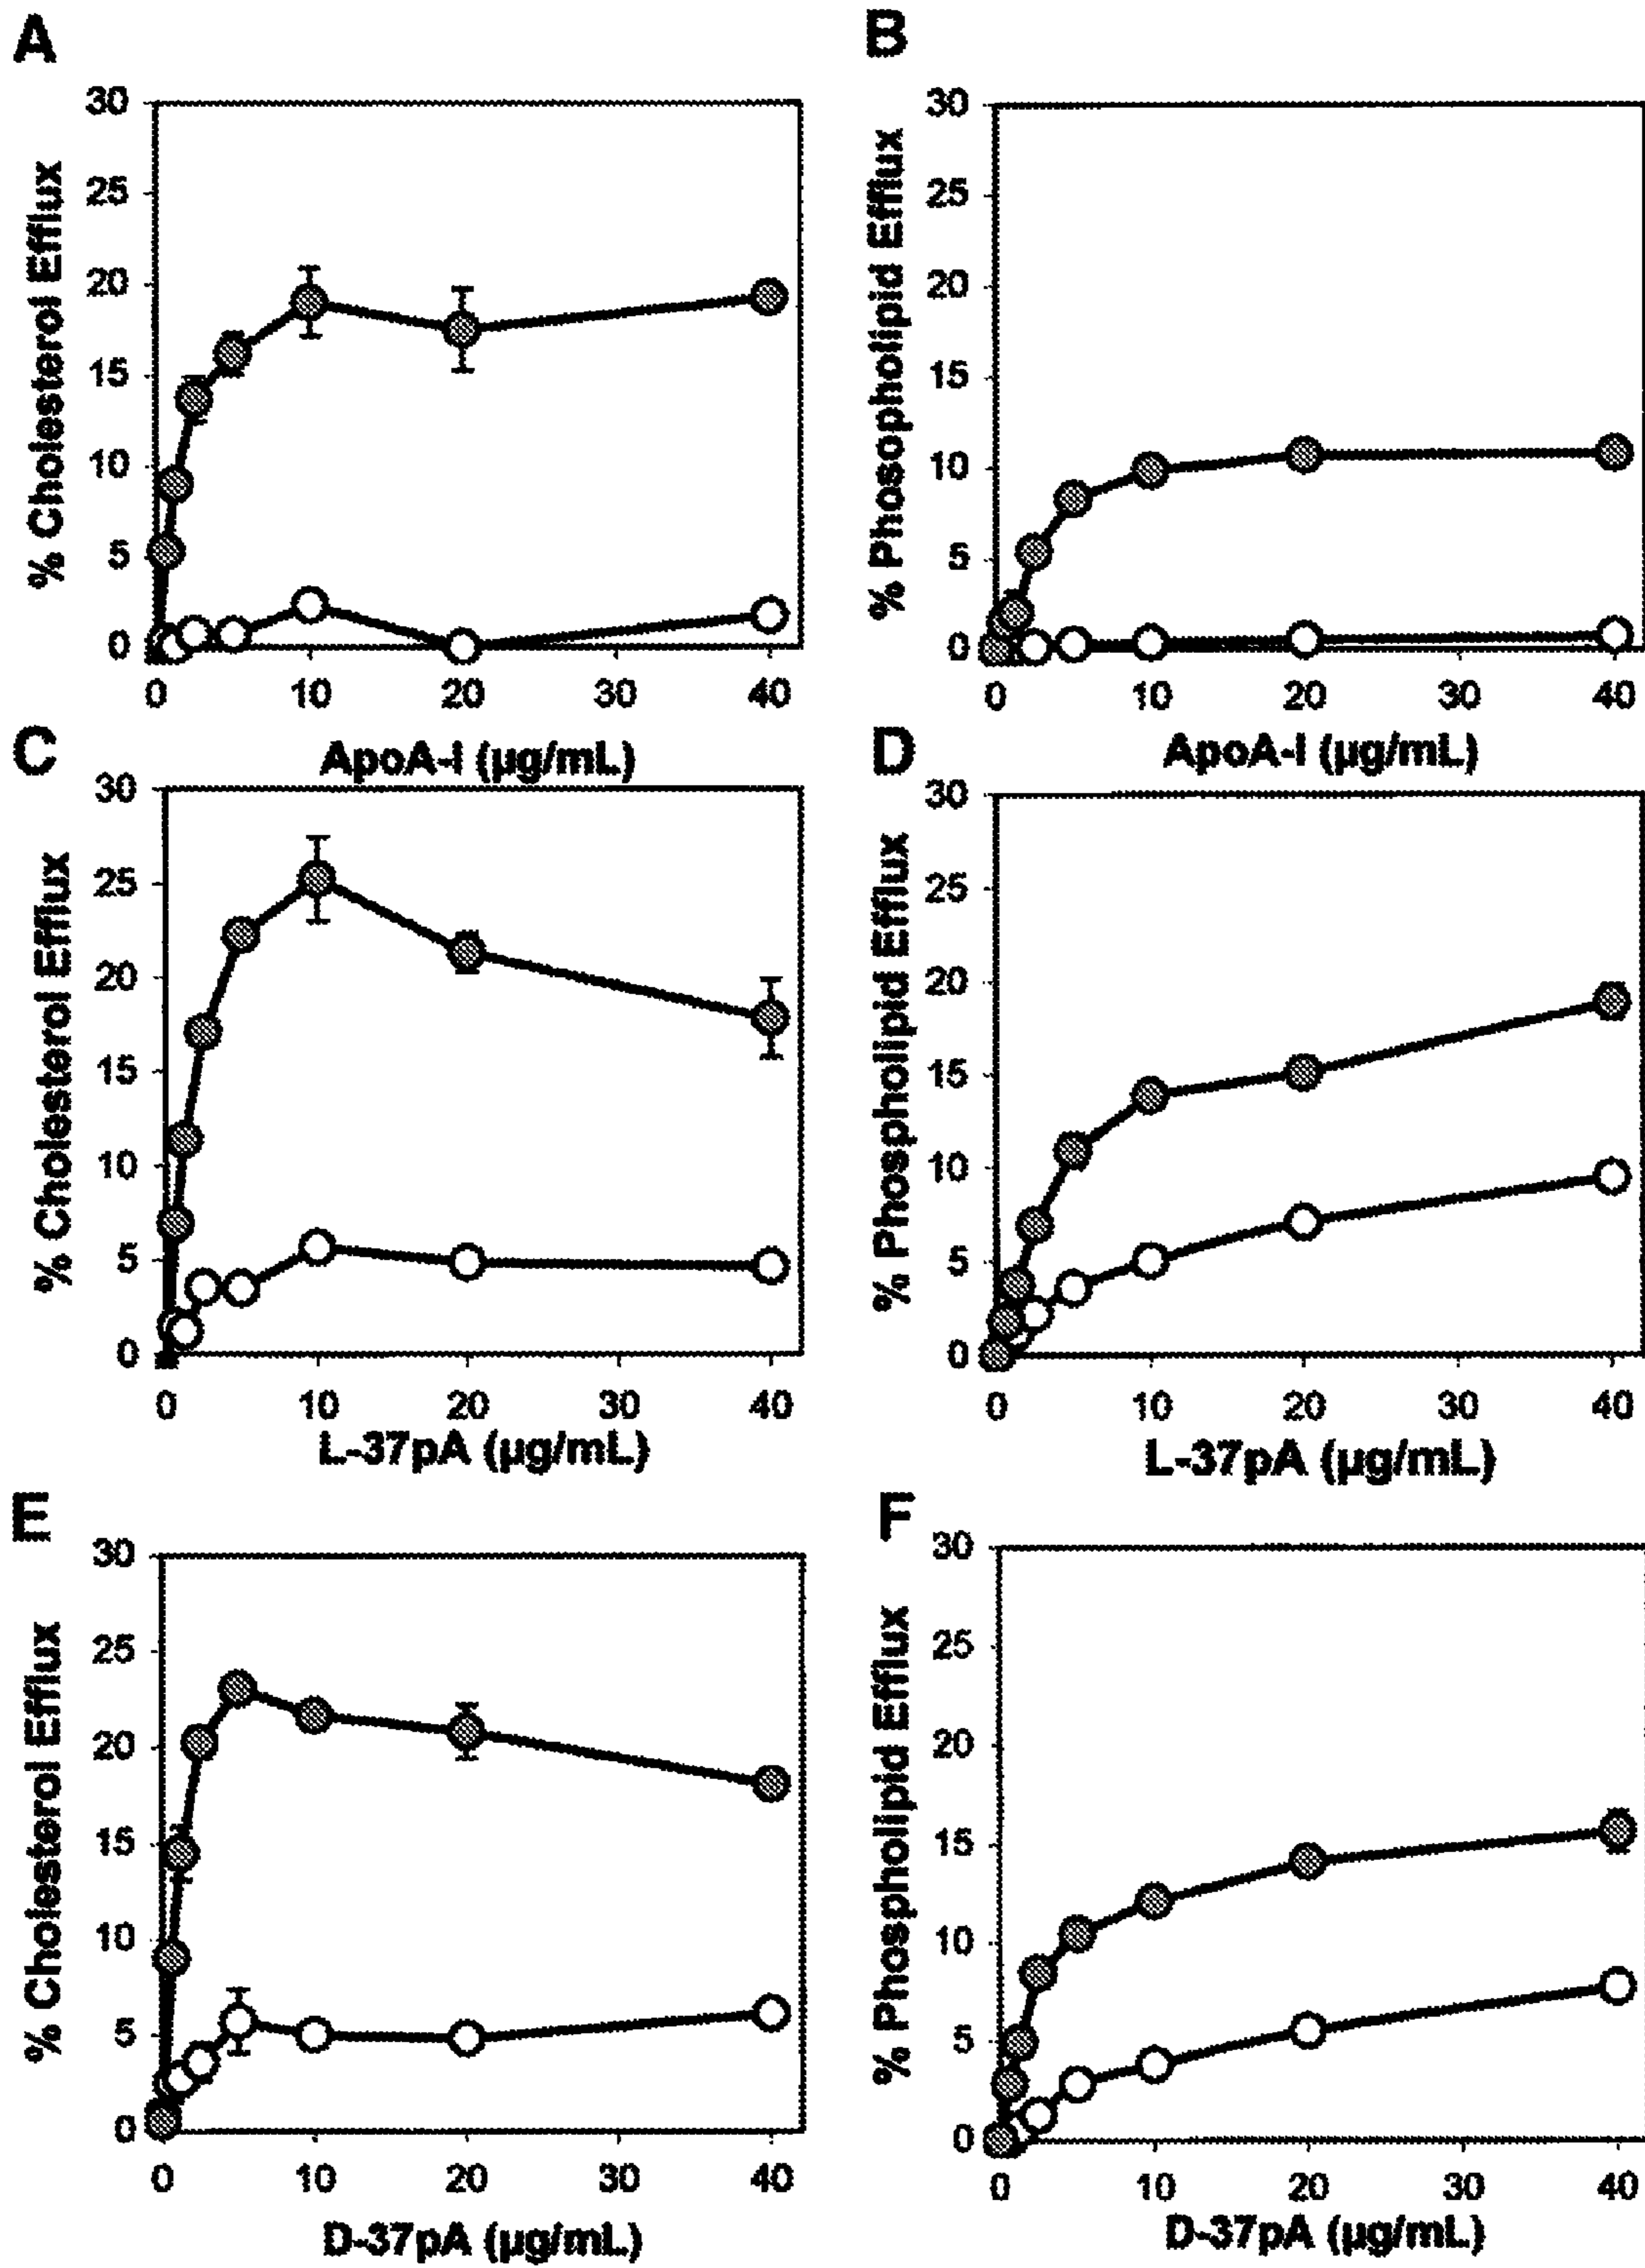 A
30
25
20
15
10
5
0
% Cholesterol Efflux
0 10 20 30 40
ApoA-I (µg/mL)
B
30
25
20
15
10
5
0
% Phosopholipid Efflux
0 10 20 30 40
ApoA-I (µg/mL)
C
30
25
20
15
10
5
0
% Cholesterol Efflux
0 10 20 30 40
L-37pA (µg/mL)
D
30
25
20
15
10
5
0
% Phospholipid Efflux
0 10 20 30 40
L-37pA (µg/mL)
E
30
25
20
15
10
5
0
% Cholesterol Efflux
0 10 20 30 40
D-37pA (µg/mL)
F
30
25
20
15
10
5
0
% Phospholipid Efflux
0 10 20 30 40
D-37pA (µg/mL)